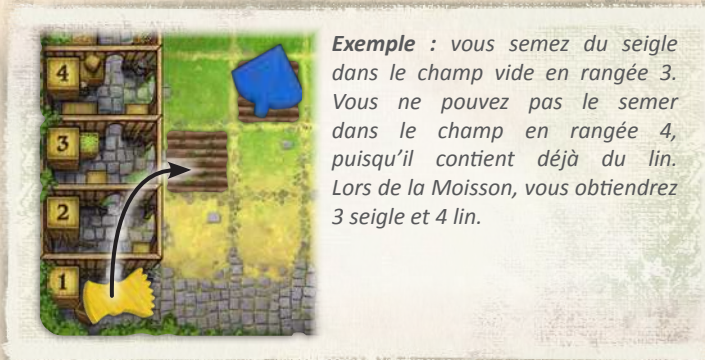 4
3
2
1
Exemple : vous semez du seigle
dans le champ vide en rangée 3.
Vous ne pouvez pas le semer
dans le champ en rangée 4,
puisqu'il contient déjà du lin.
Lors de la Moisson, vous obtiendrez
3 seigle et 4 lin.